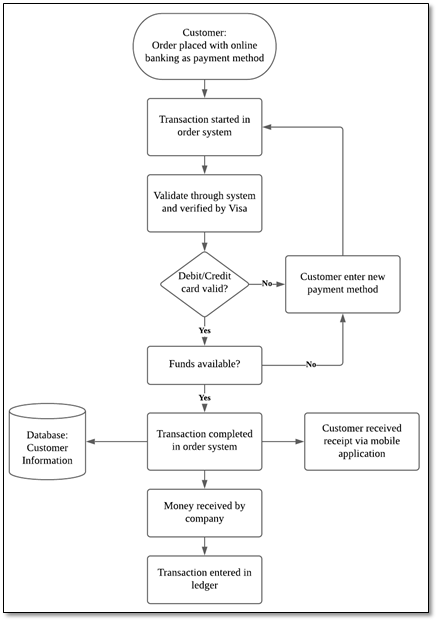 Customer:
Order placed with online
banking as payment method
Transaction started in
order system
Validate through system
and verified by Visa
Debit/Credit
card valid?
No
Customer enter new
payment method
Yes
Funds available?
No
Yes
Database:
Customer
Information
Transaction completed
in order system
Customer received
receipt via mobile
application
Money received by
company
Transaction entered in
ledger